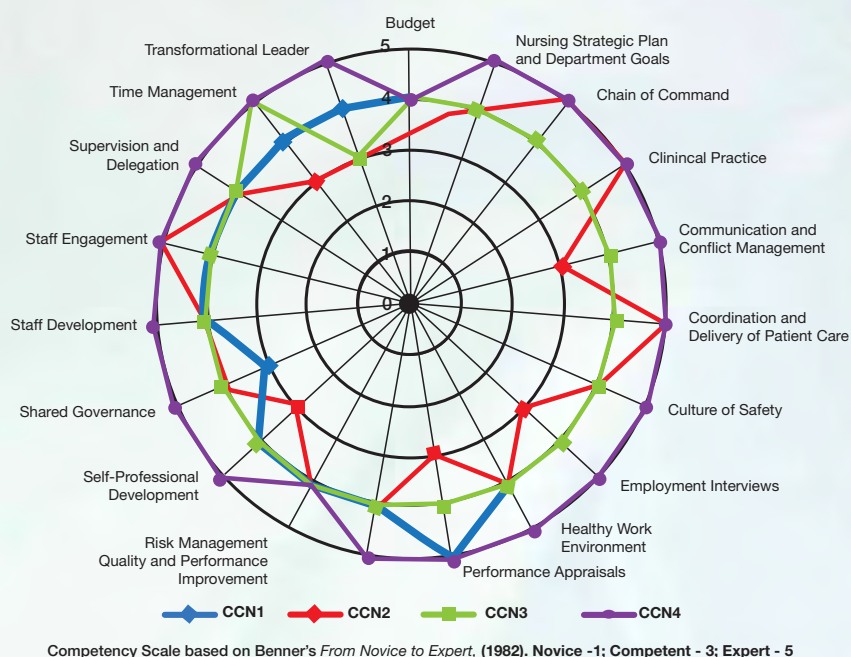 Budget
Transformational Leader
Nursing Strategic Plan
and Department Goals
Time Management
Chain of Command
Supervision and
Delegation
Clinincal Practice
Staff Engagement
Communication and
Conflict Management
Staff Development
Coordination and
Delivery of Patient Care
Shared Governance
Culture of Safety
Self-Professional
Development
Employment Interviews
Risk Management
Quality and Performance
Improvement
Healthy Work
Environment
Performance Appraisals
5
4
3
2
1
0
CCN1
CCN2
CCN3
CCN4
Competency Scale based on Benner's From Novice to Expert, (1982). Novice -1; Competent - 3; Expert - 5